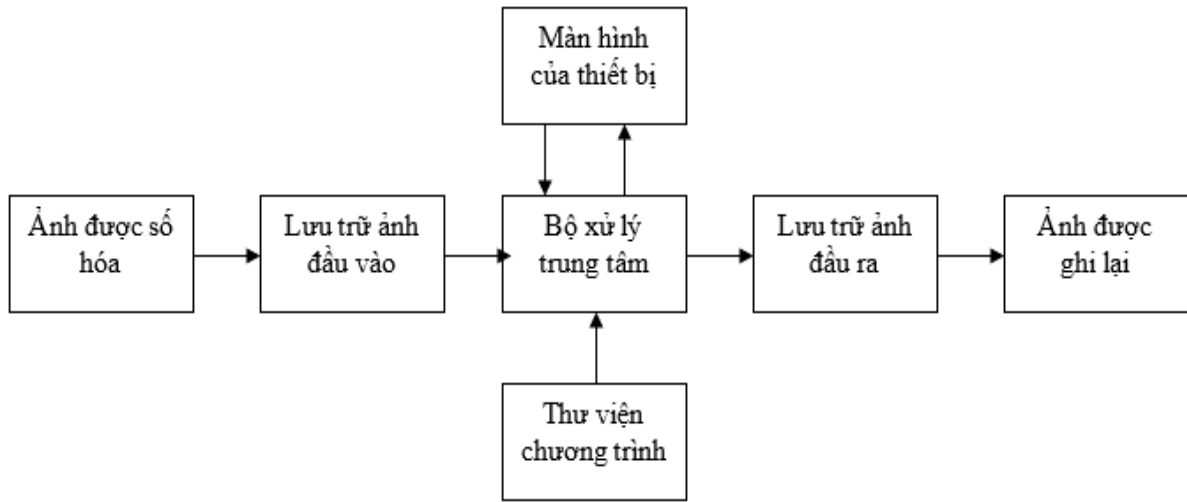 Màn hình
của thiết bị
Ảnh được số
hóa
Lưu trữ ảnh
đầu vào
Bộ xử lý
trung tâm
Lưu trữ ảnh
đầu ra
Ảnh được
ghi lại
Thư viện
chương trình